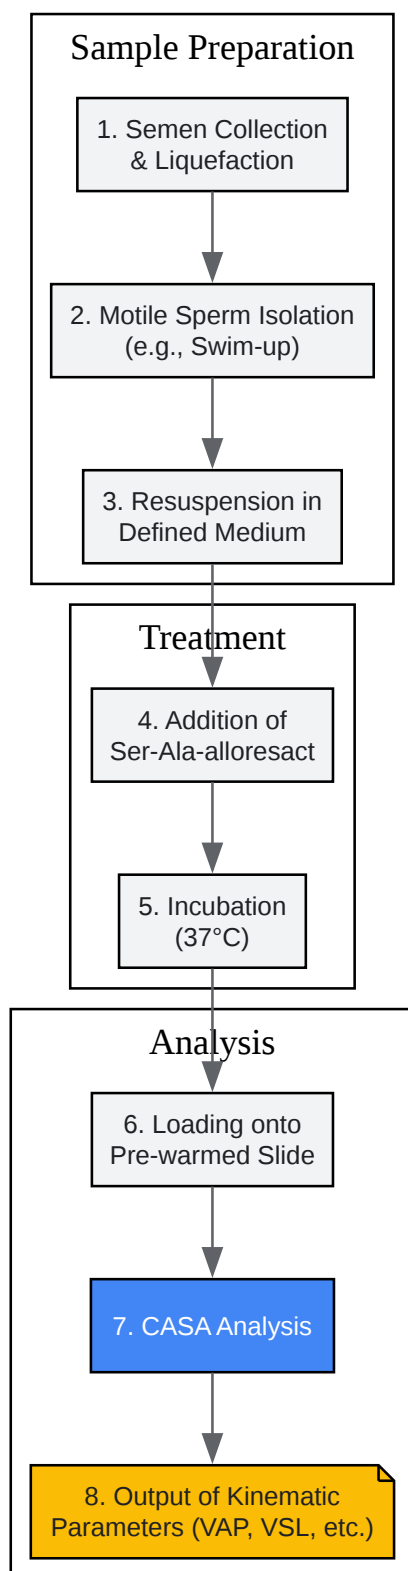 Sample Preparation
1. Semen Collection
& Liquefaction
2. Motile Sperm Isolation
(e.g., Swim-up)
3. Resuspension in
Defined Medium
Treatment
4. Addition of
Ser-Ala-alloresact
5. Incubation
(37°C)
Analysis
6. Loading onto
Pre-warmed Slide
7. CASA Analysis
8. Output of Kinematic
Parameters (VAP, VSL, etc.)